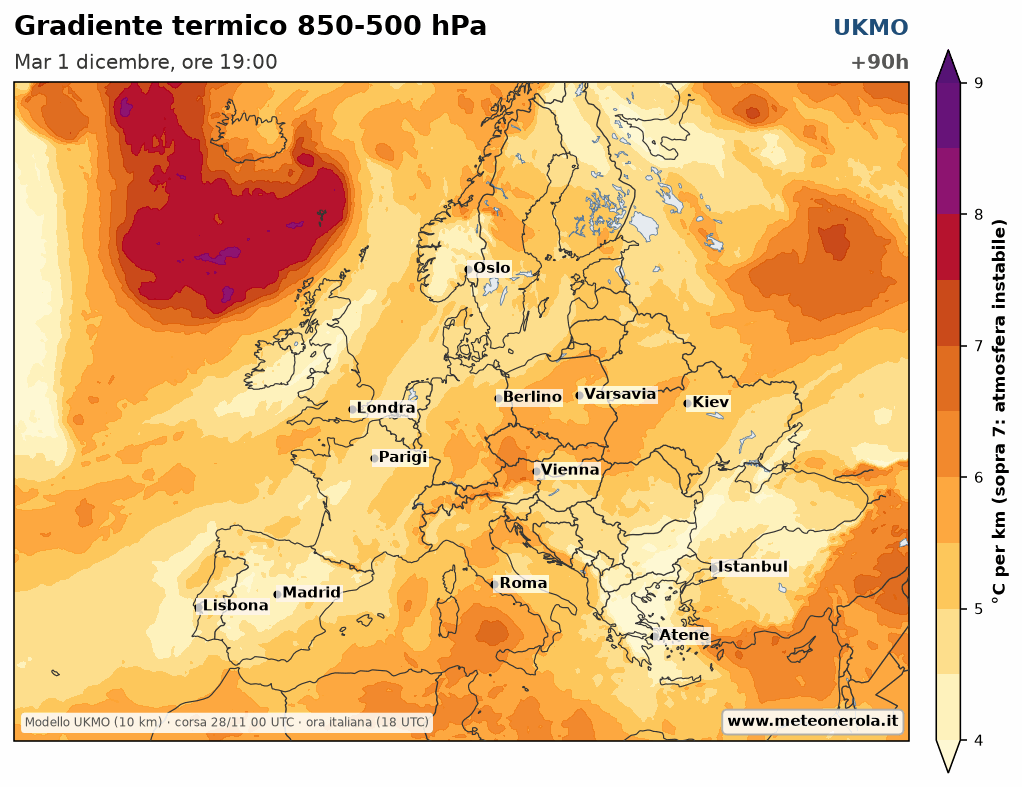 Gradiente termico 850-500 hPa
UKMO
Mar 1 dicembre, ore 19:00
+90h
9
8
7
6
5
4
°C per km (sopra 7: atmosfera instabile)
Oslo
Londra
Berlino
Varsavia
Kiev
Parigi
Vienna
Istanbul
Roma
Madrid
Lisbona
Atene
Modello UKMO (10 km) · corsa 28/11 00 UTC · ora italiana (18 UTC)
www.meteonerola.it